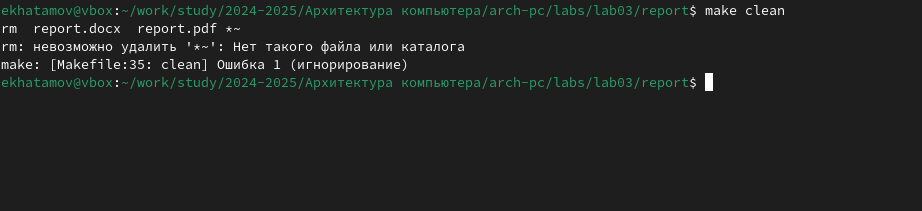 ekhatamov@vbox:~/work/study/2024-2025/Архитектура компьютера/arch-pc/labs/lab03/report$ make clean
rm  report.docx  report.pdf *~
rm: невозможно удалить '*~': Нет такого файла или каталога
make: [Makefile:35: clean] Ошибка 1 (игнорирование)
ekhatamov@vbox:~/work/study/2024-2025/Архитектура компьютера/arch-pc/labs/lab03/report$